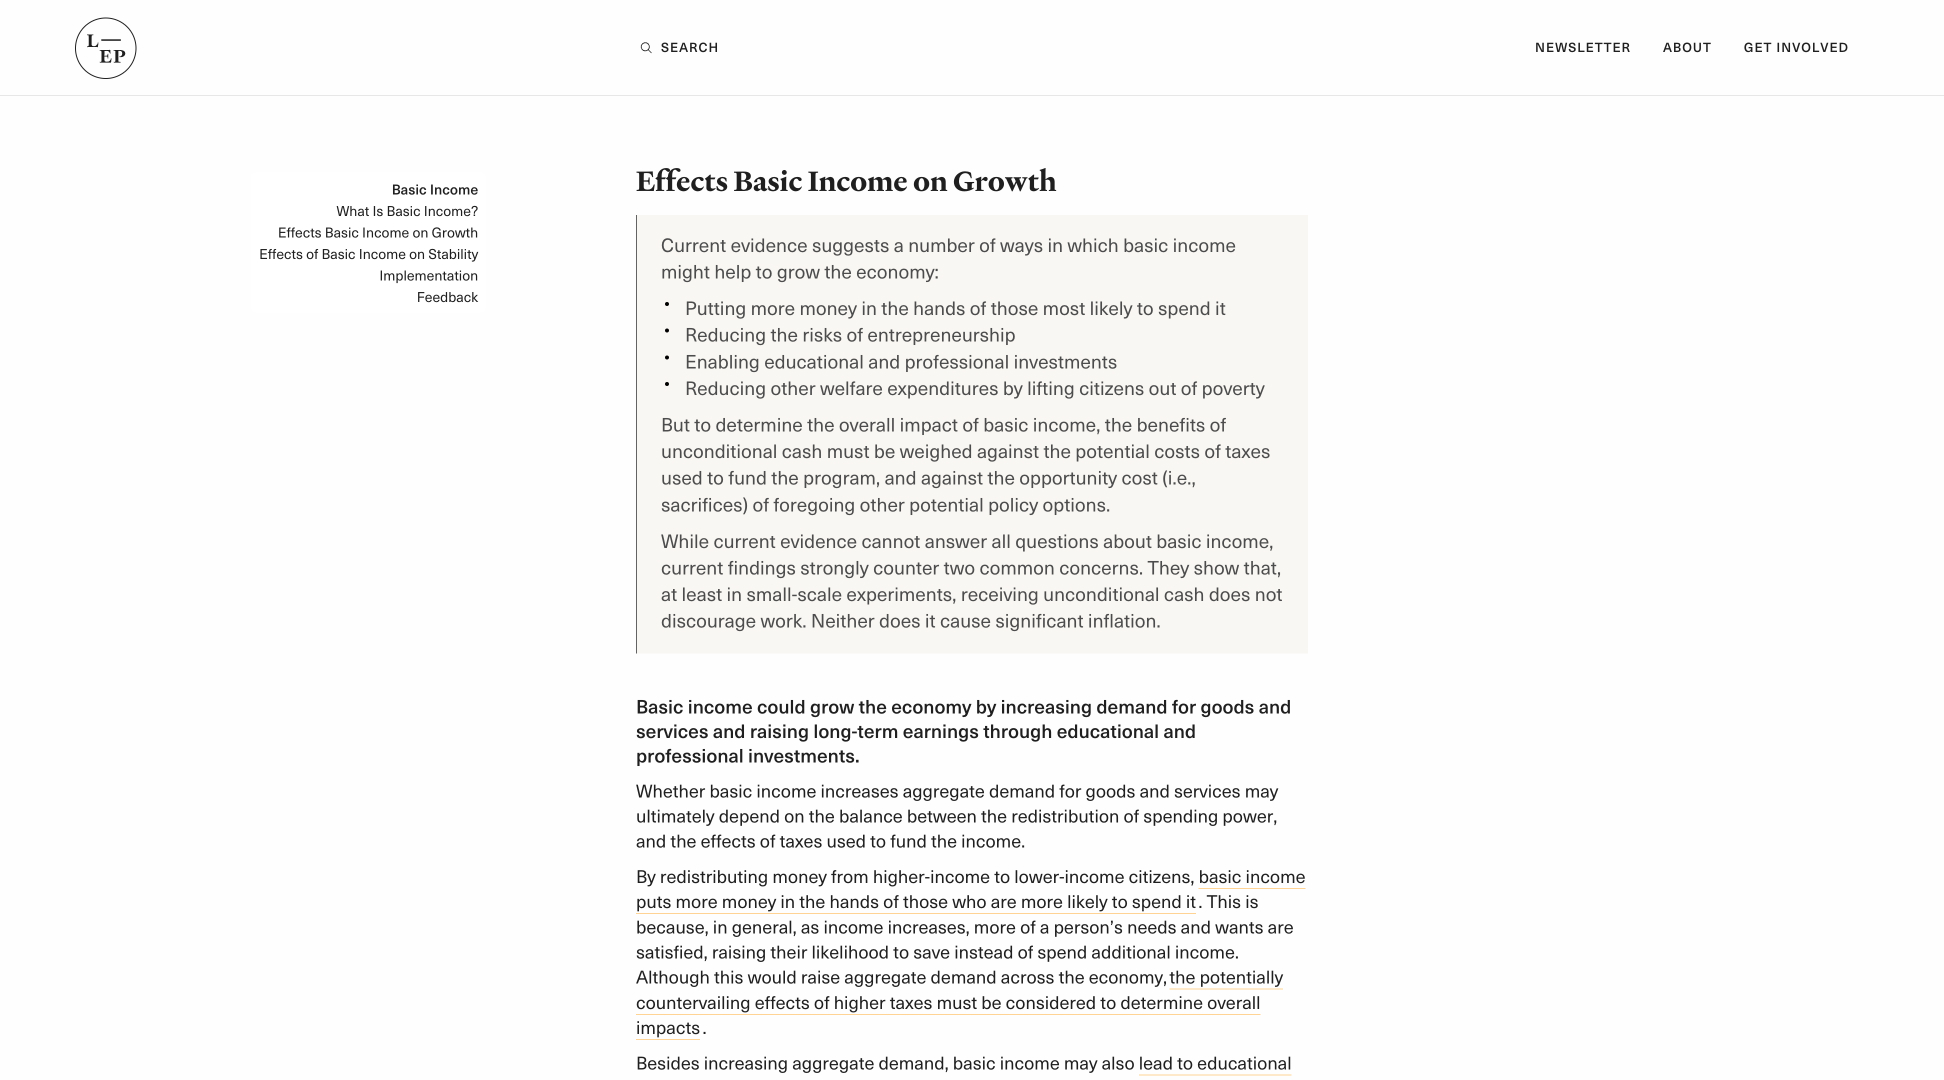 L—
EP
SEARCH
NEWSLETTER
ABOUT
GET INVOLVED
Basic Income
What Is Basic Income?
Effects Basic Income on Growth
Effects of Basic Income on Stability
Implementation
Feedback
Effects Basic Income on Growth
Current evidence suggests a number of ways in which basic income
might help to grow the economy:
• Putting more money in the hands of those most likely to spend it
• Reducing the risks of entrepreneurship
• Enabling educational and professional investments
• Reducing other welfare expenditures by lifting citizens out of poverty
But to determine the overall impact of basic income, the benefits of
unconditional cash must be weighed against the potential costs of taxes
used to fund the program, and against the opportunity cost (i.e.,
sacrifices) of foregoing other potential policy options.
While current evidence cannot answer all questions about basic income,
current findings strongly counter two common concerns. They show that,
at least in small-scale experiments, receiving unconditional cash does not
discourage work. Neither does it cause significant inflation.
Basic income could grow the economy by increasing demand for goods and
services and raising long-term earnings through educational and
professional investments.
Whether basic income increases aggregate demand for goods and services may
ultimately depend on the balance between the redistribution of spending power,
and the effects of taxes used to fund the income.
By redistributing money from higher-income to lower-income citizens, basic income
puts more money in the hands of those who are more likely to spend it. This is
because, in general, as income increases, more of a person’s needs and wants are
satisfied, raising their likelihood to save instead of spend additional income.
Although this would raise aggregate demand across the economy, the potentially
countervailing effects of higher taxes must be considered to determine overall
impacts.
Besides increasing aggregate demand, basic income may also lead to educational